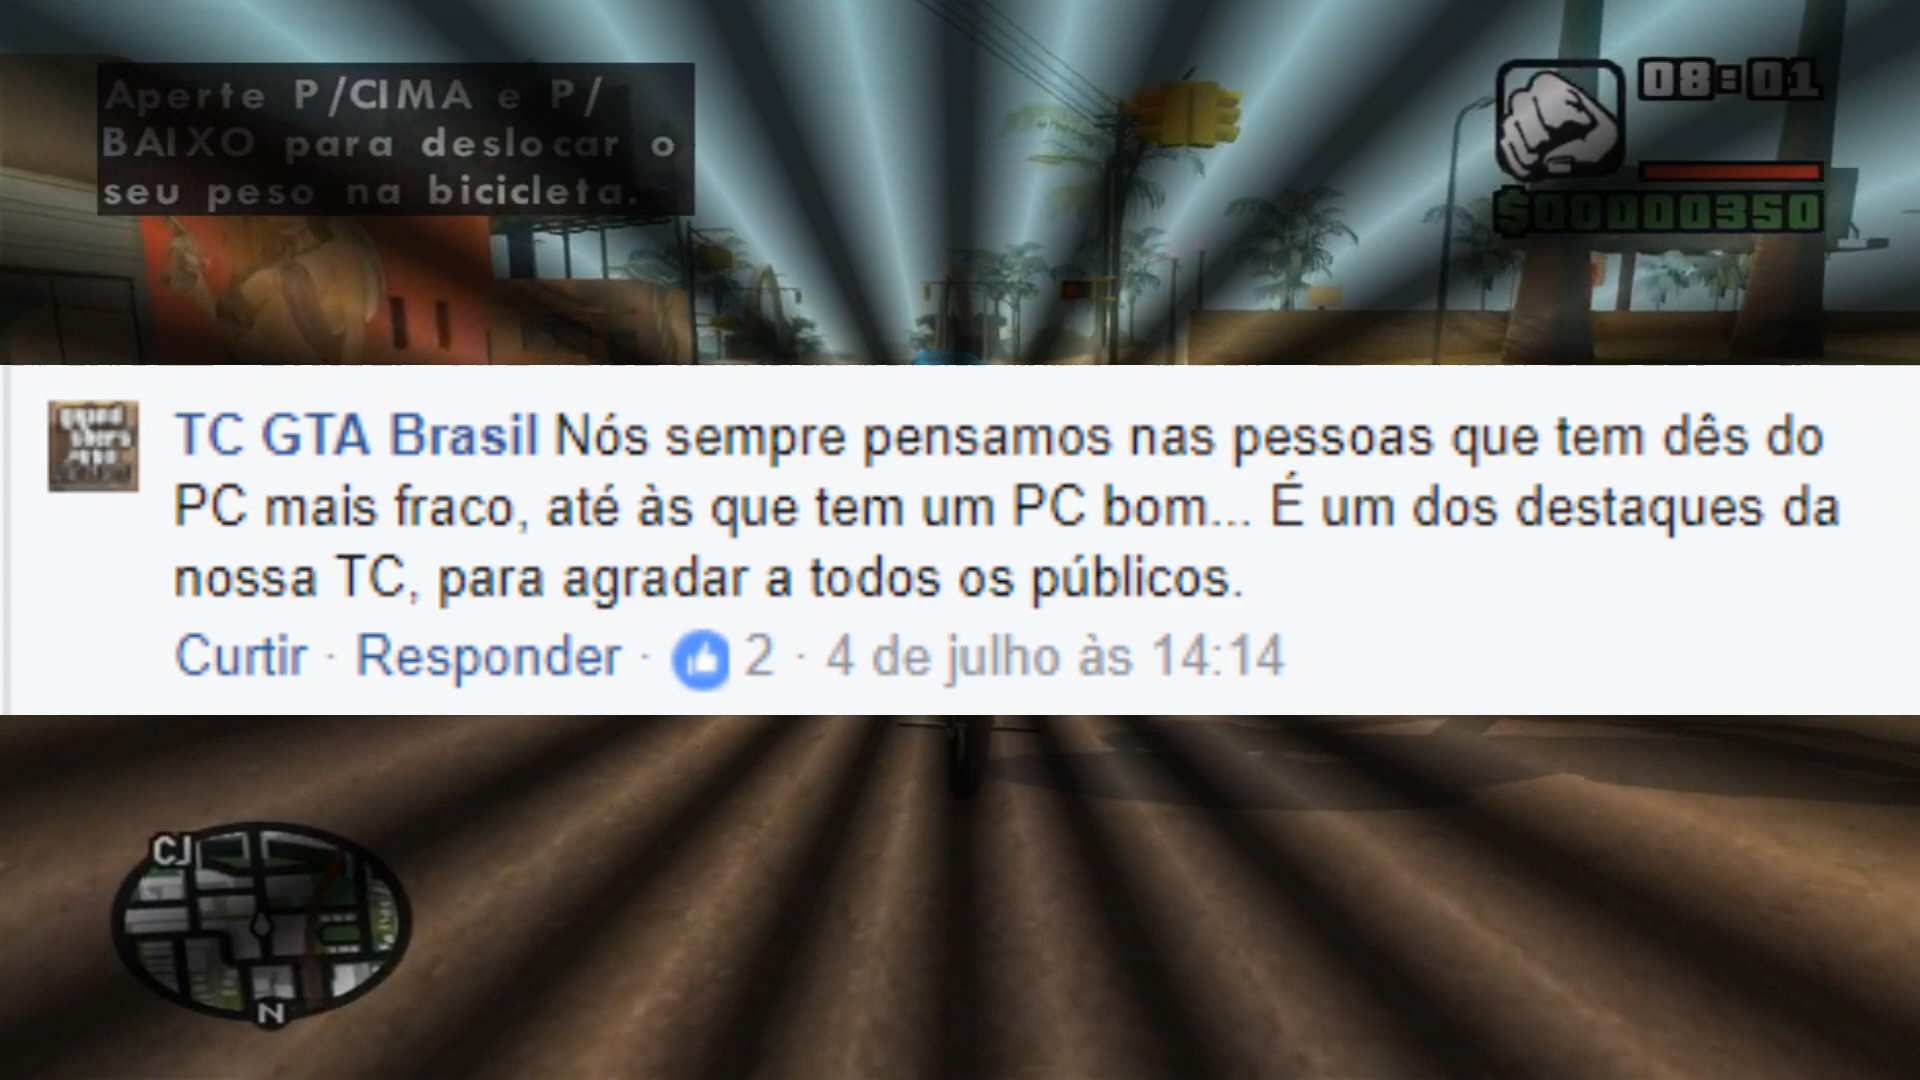 Aperte P/CIMA e P/
BAIXO para deslocar o
seu peso na bicicleta.
08:01
$00000350
TC GTA Brasil Nós sempre pensamos nas pessoas que tem dês do
PC mais fraco, até às que tem um PC bom... É um dos destaques da
nossa TC, para agradar a todos os públicos.
Curtir · Responder · 2 · 4 de julho às 14:14
CJ
N